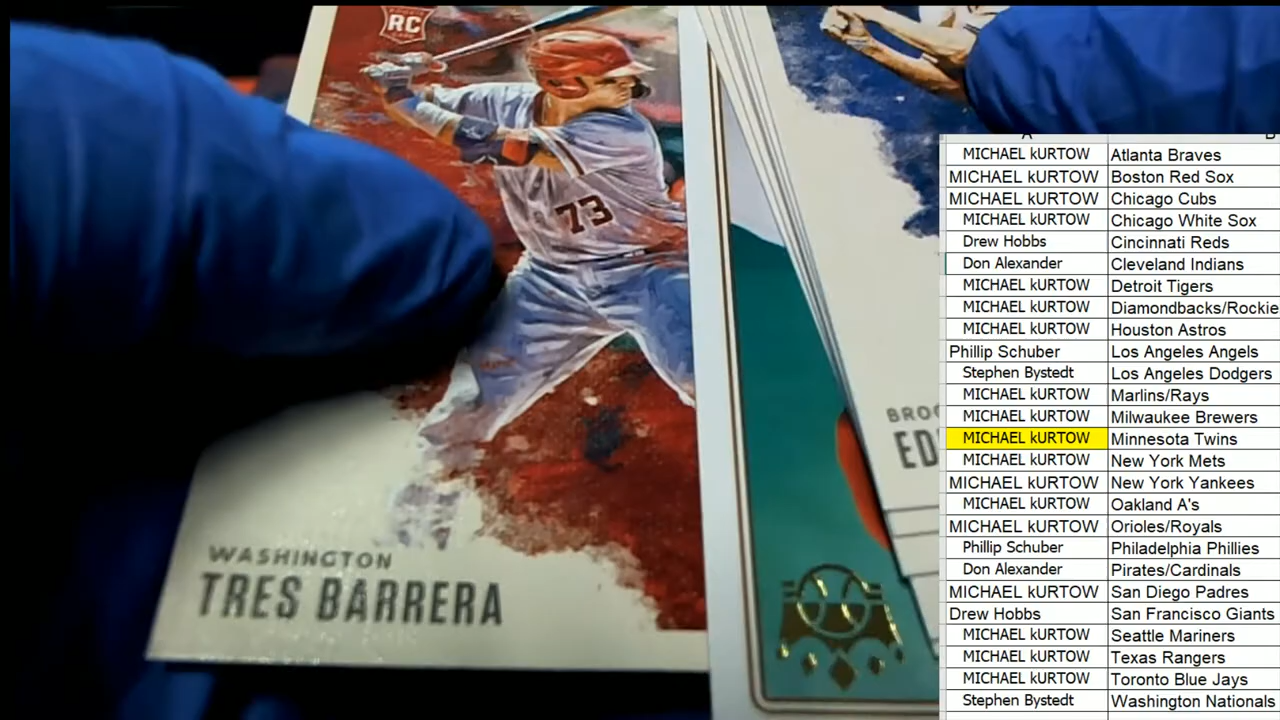 RC
73
WASHINGTON
TRES BARRERA
BROO
ED
MICHAEL kURTOW Atlanta Braves
MICHAEL kURTOW Boston Red Sox
MICHAEL kURTOW Chicago Cubs
MICHAEL kURTOW Chicago White Sox
Drew Hobbs Cincinnati Reds
Don Alexander Cleveland Indians
MICHAEL kURTOW Detroit Tigers
MICHAEL kURTOW Diamondbacks/Rockie
MICHAEL kURTOW Houston Astros
Phillip Schuber Los Angeles Angels
Stephen Bystedt Los Angeles Dodgers
MICHAEL kURTOW Marlins/Rays
MICHAEL kURTOW Milwaukee Brewers
MICHAEL kURTOW Minnesota Twins
MICHAEL kURTOW New York Mets
MICHAEL kURTOW New York Yankees
MICHAEL kURTOW Oakland A's
MICHAEL kURTOW Orioles/Royals
Phillip Schuber Philadelphia Phillies
Don Alexander Pirates/Cardinals
MICHAEL kURTOW San Diego Padres
Drew Hobbs San Francisco Giants
MICHAEL kURTOW Seattle Mariners
MICHAEL kURTOW Texas Rangers
MICHAEL kURTOW Toronto Blue Jays
Stephen Bystedt Washington Nationals